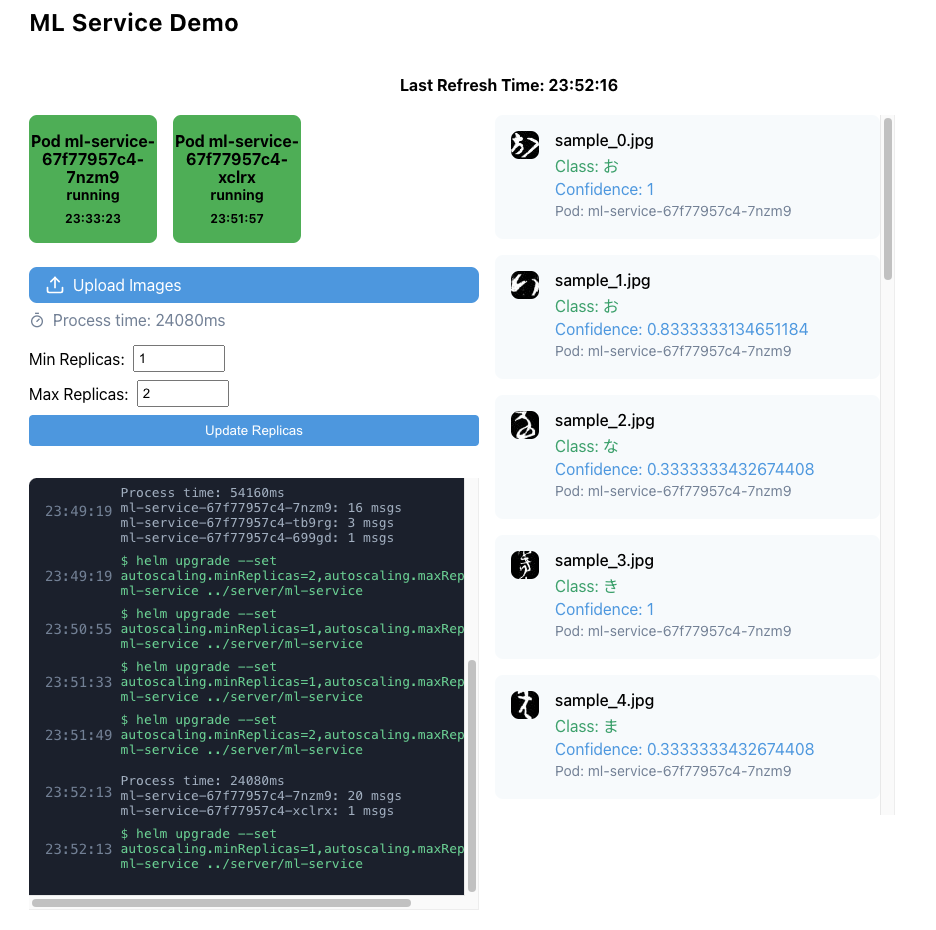 ML Service Demo
Last Refresh Time: 23:52:16
Pod ml-service-
67f77957c4-
7nzm9
running
23:33:23
Pod ml-service-
67f77957c4-
xclrx
running
23:51:57
Upload Images
Process time: 24080ms
Min Replicas: 1
Max Replicas: 2
Update Replicas
Process time: 54160ms
23:49:19 ml-service-67f77957c4-7nzm9: 16 msgs
ml-service-67f77957c4-tb9rg: 3 msgs
ml-service-67f77957c4-699gd: 1 msgs
$ helm upgrade --set
23:49:19 autoscaling.minReplicas=2,autoscaling.maxRep
ml-service ../server/ml-service
$ helm upgrade --set
23:50:55 autoscaling.minReplicas=1,autoscaling.maxRep
ml-service ../server/ml-service
$ helm upgrade --set
23:51:33 autoscaling.minReplicas=1,autoscaling.maxRep
ml-service ../server/ml-service
$ helm upgrade --set
23:51:49 autoscaling.minReplicas=2,autoscaling.maxRep
ml-service ../server/ml-service
Process time: 24080ms
23:52:13 ml-service-67f77957c4-7nzm9: 20 msgs
ml-service-67f77957c4-xclrx: 1 msgs
$ helm upgrade --set
23:52:13 autoscaling.minReplicas=1,autoscaling.maxRep
ml-service ../server/ml-service
sample_0.jpg
Class: お
Confidence: 1
Pod: ml-service-67f77957c4-7nzm9
sample_1.jpg
Class: お
Confidence: 0.8333333134651184
Pod: ml-service-67f77957c4-7nzm9
sample_2.jpg
Class: な
Confidence: 0.3333333432674408
Pod: ml-service-67f77957c4-7nzm9
sample_3.jpg
Class: き
Confidence: 1
Pod: ml-service-67f77957c4-7nzm9
sample_4.jpg
Class: ま
Confidence: 0.3333333432674408
Pod: ml-service-67f77957c4-7nzm9